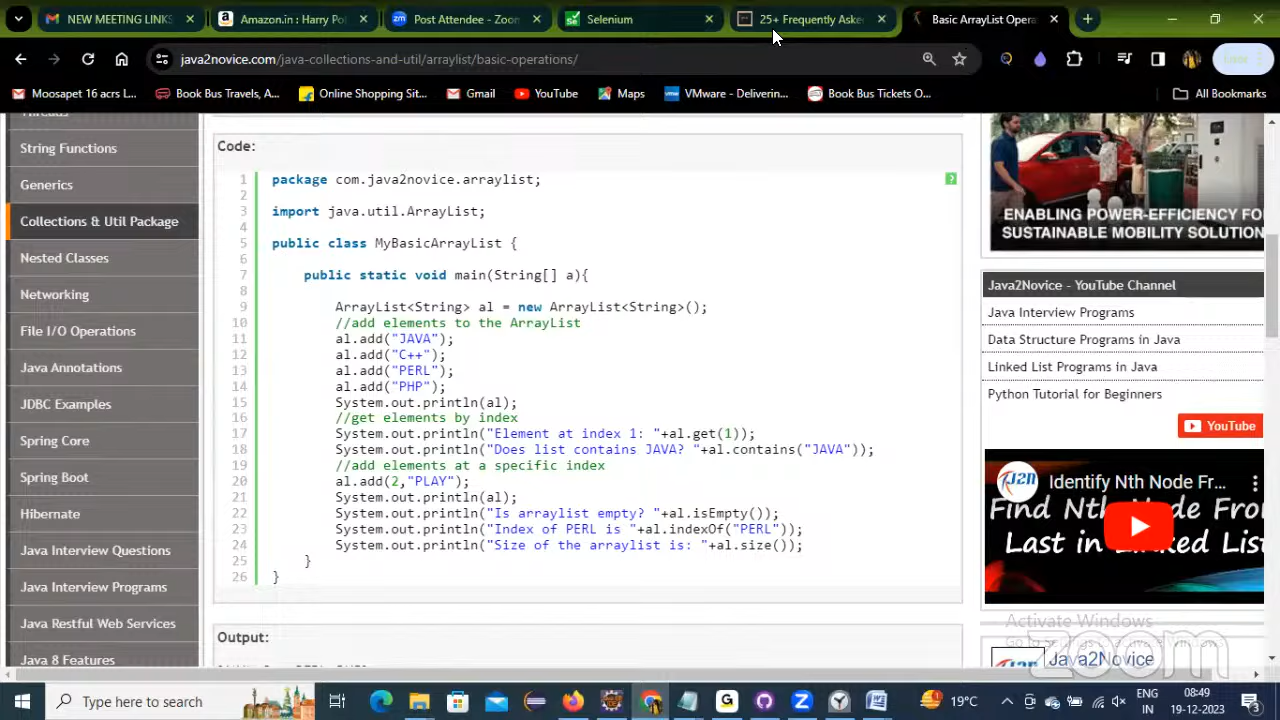 NEW MEETING LINKS
Amazon.in : Harry Po
Post Attendee - Zoom
Selenium
25+ Frequently Aske
Basic ArrayList Opera
java2novice.com/java-collections-and-util/arraylist/basic-operations/
Moosapet 16 acrs L...
Book Bus Travels, A...
Online Shopping Sit...
Gmail
YouTube
Maps
VMware - Deliverin...
Book Bus Tickets O...
All Bookmarks
String Functions
Generics
Collections & Util Package
Nested Classes
Networking
File I/O Operations
Java Annotations
JDBC Examples
Spring Core
Spring Boot
Hibernate
Java Interview Questions
Java Interview Programs
Java Restful Web Services
Java 8 Features
Code:
1 package com.java2novice.arraylist;
2
3 import java.util.ArrayList;
4
5 public class MyBasicArrayList {
6
7 public static void main(String[] a){
8
9 ArrayList<String> al = new ArrayList<String>();
10 //add elements to the ArrayList
11 al.add("JAVA");
12 al.add("C++");
13 al.add("PERL");
14 al.add("PHP");
15 System.out.println(al);
16 //get elements by index
17 System.out.println("Element at index 1: "+al.get(1));
18 System.out.println("Does list contains JAVA? "+al.contains("JAVA"));
19 //add elements at a specific index
20 al.add(2,"PLAY");
21 System.out.println(al);
22 System.out.println("Is arraylist empty? "+al.isEmpty());
23 System.out.println("Index of PERL is "+al.indexOf("PERL"));
24 System.out.println("Size of the arraylist is: "+al.size());
25 }
26 }
?
Output:
ENABLING POWER-EFFICIENCY FO
SUSTAINABLE MOBILITY SOLUTION
Java2Novice - YouTube Channel
Java Interview Programs
Data Structure Programs in Java
Linked List Programs in Java
Python Tutorial for Beginners
YouTube
J2N
Identify Nth Node Fr...
Find Nth Node Fro
Last in Linked Lis
Activate Windows
Go to Settings to activate Windows.
zoom
Java2Novice
Type here to search
19°C
ENG
IN
08:49
19-12-2023
3